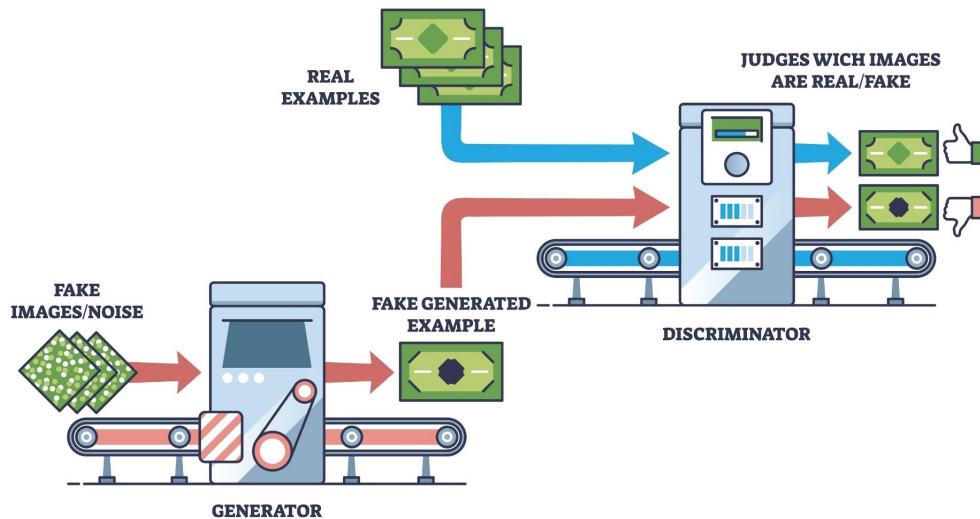 REAL
EXAMPLES
JUDGES WICH IMAGES
ARE REAL/FAKE
FAKE
IMAGES/NOISE
FAKE GENERATED
EXAMPLE
DISCRIMINATOR
GENERATOR